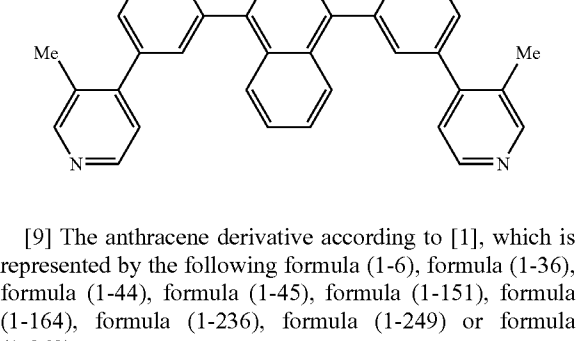 Me
Me
N
N
[9] The anthracene derivative according to [1], which is
represented by the following formula (1-6), formula (1-36),
formula (1-44), formula (1-45), formula (1-151), formula
(1-164), formula (1-236), formula (1-249) or formula